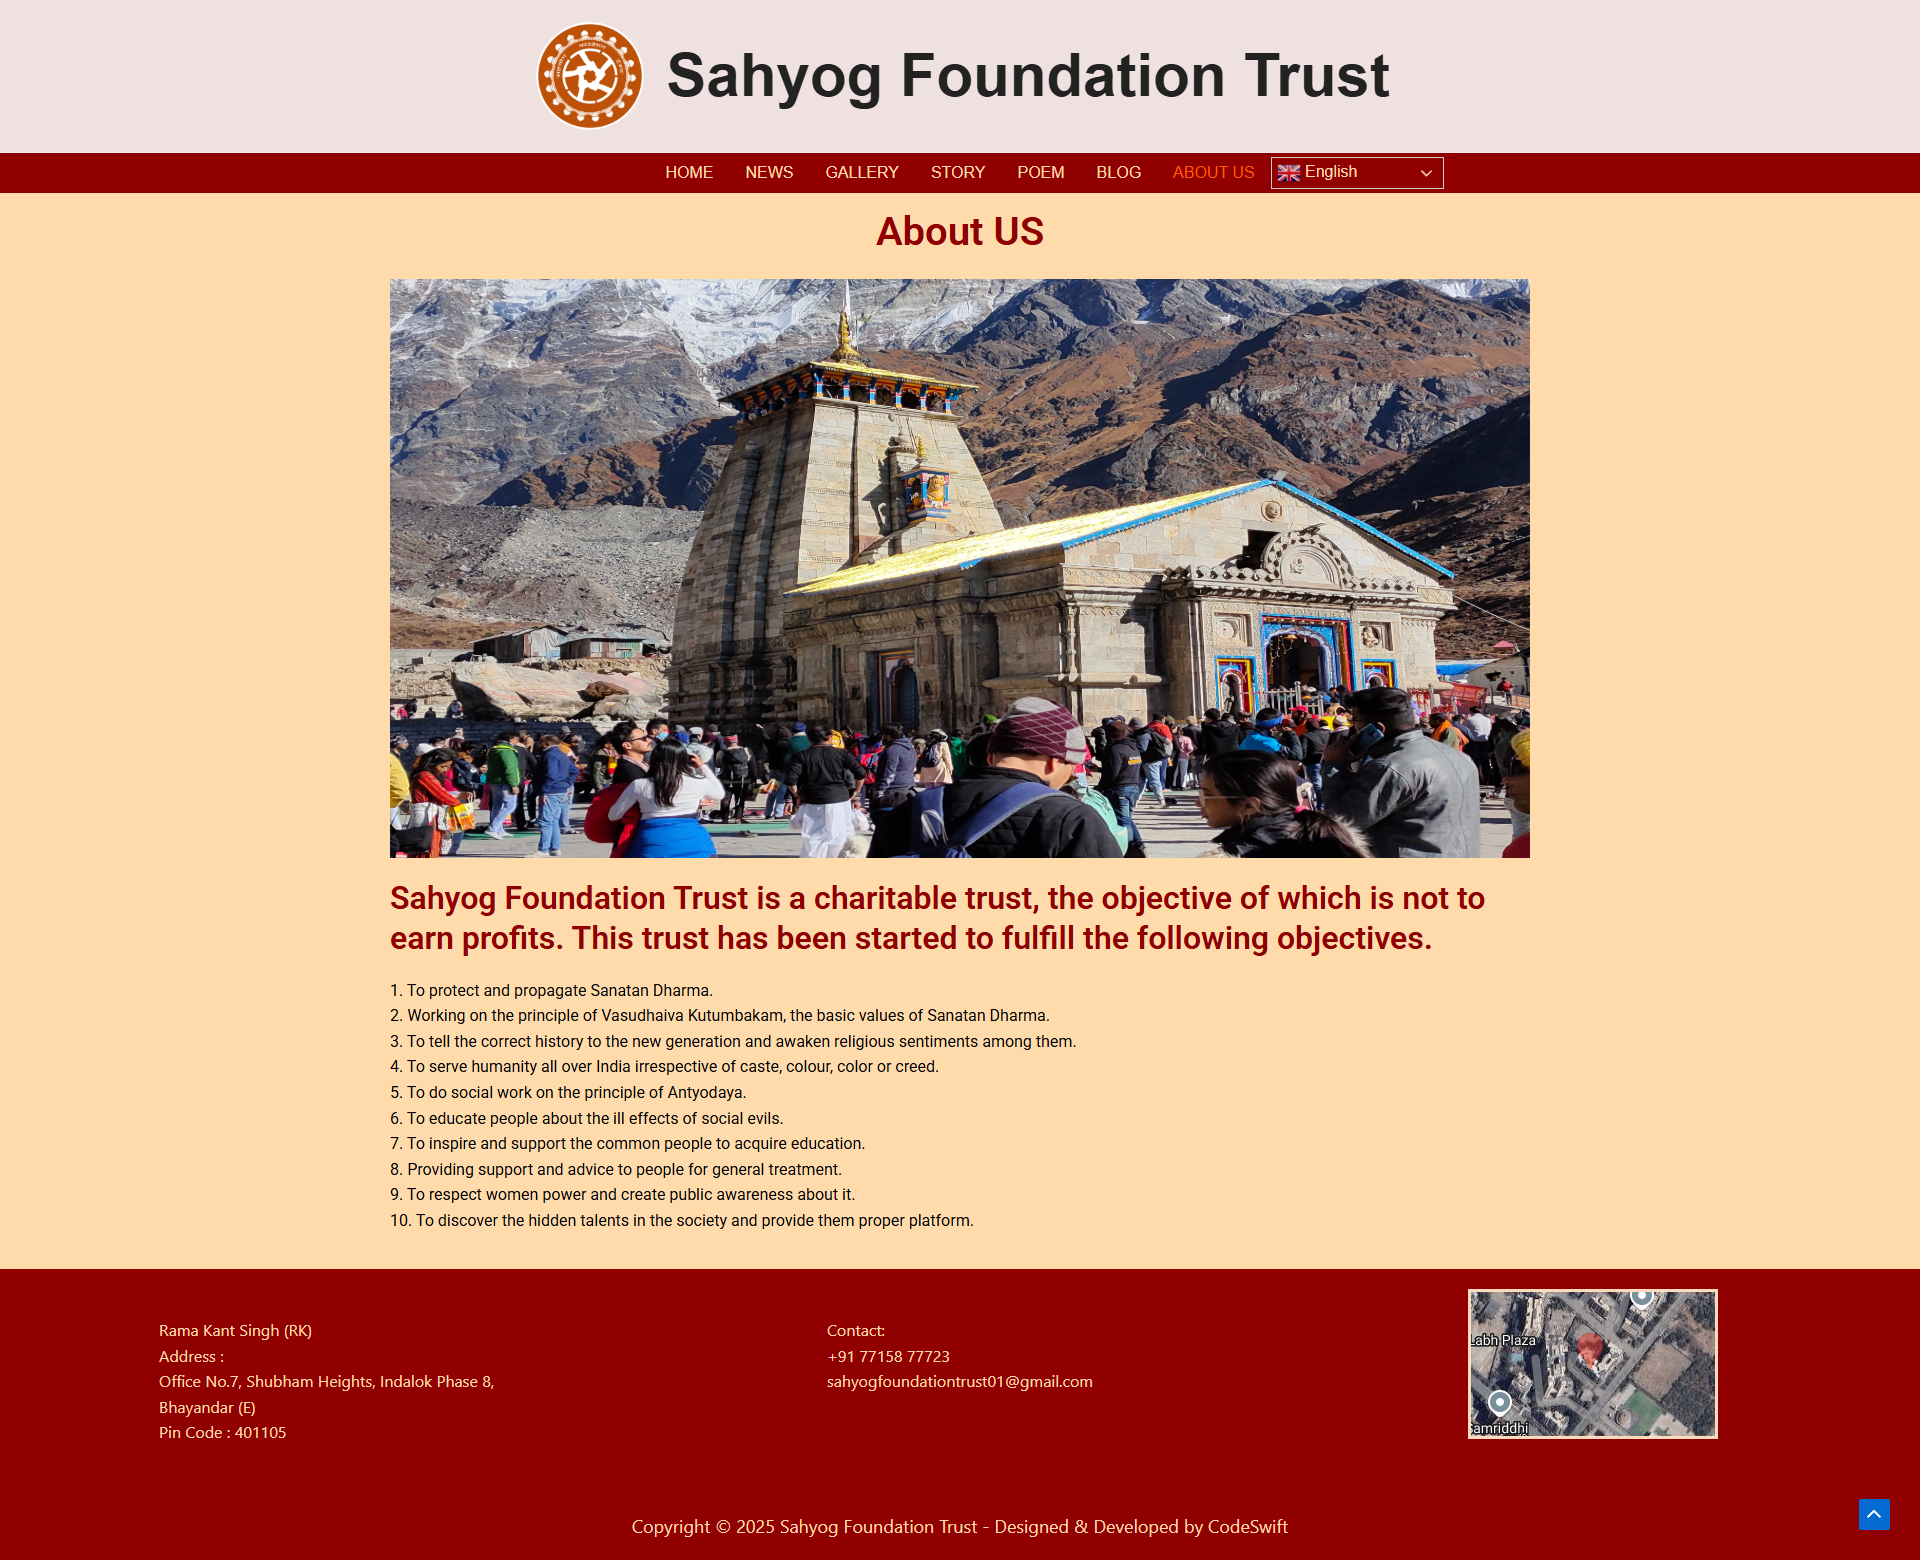 Sahyog Foundation Trust
HOME NEWS GALLERY STORY POEM BLOG ABOUT US English
About US
Sahyog Foundation Trust is a charitable trust, the objective of which is not to
earn profits. This trust has been started to fulfill the following objectives.
1. To protect and propagate Sanatan Dharma.
2. Working on the principle of Vasudhaiva Kutumbakam, the basic values of Sanatan Dharma.
3. To tell the correct history to the new generation and awaken religious sentiments among them.
4. To serve humanity all over India irrespective of caste, colour, color or creed.
5. To do social work on the principle of Antyodaya.
6. To educate people about the ill effects of social evils.
7. To inspire and support the common people to acquire education.
8. Providing support and advice to people for general treatment.
9. To respect women power and create public awareness about it.
10. To discover the hidden talents in the society and provide them proper platform.
Rama Kant Singh (RK)
Address :
Office No.7, Shubham Heights, Indalok Phase 8,
Bhayandar (E)
Pin Code : 401105
Contact:
+91 77158 77723
sahyogfoundationtrust01@gmail.com
Labh Plaza
Samriddhi
Copyright © 2025 Sahyog Foundation Trust - Designed & Developed by CodeSwift